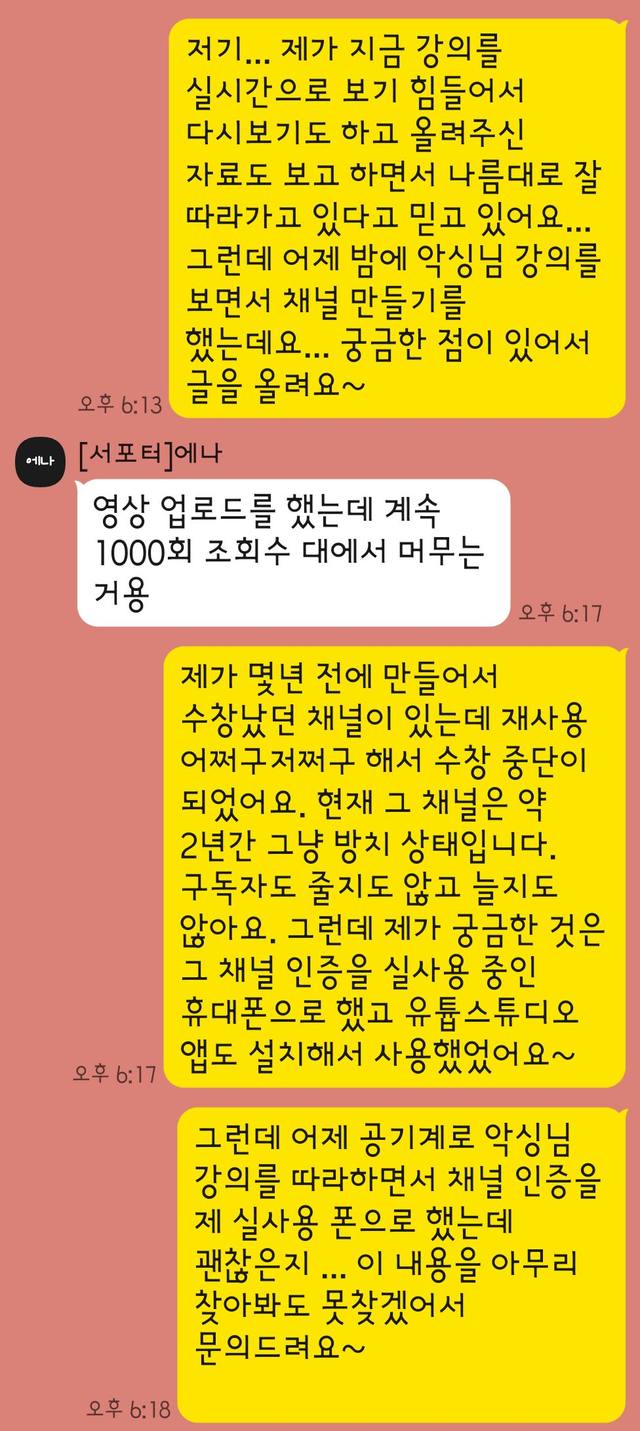 저기... 제가 지금 강의를
실시간으로 보기 힘들어서
다시보기도 하고 올려주신
자료도 보고 하면서 나름대로 잘
따라가고 있다고 믿고 있어요...
그런데 어제 밤에 악싱님 강의를
보면서 채널 만들기를
했는데요... 궁금한 점이 있어서
글을 올려요~
오후 6:13
에나
[서포터]에나
영상 업로드를 했는데 계속
1000회 조회수 대에서 머무는
거용
오후 6:17
제가 몇년 전에 만들어서
수창났던 채널이 있는데 재사용
어쩌구저쩌구 해서 수창 중단이
되었어요. 현재 그 채널은 약
2년간 그냥 방치 상태입니다.
구독자도 줄지도 않고 늘지도
않아요. 그런데 제가 궁금한 것은
그 채널 인증을 실사용 중인
휴대폰으로 했고 유튭스튜디오
앱도 설치해서 사용했었어요~
오후 6:17
그런데 어제 공기계로 악싱님
강의를 따라하면서 채널 인증을
제 실사용 폰으로 했는데
괜찮은지 ... 이 내용을 아무리
찾아봐도 못찾겠어서
문의드려요~
오후 6:18